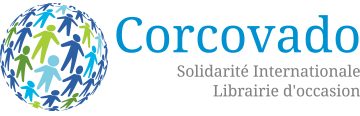 Corcovado
Solidarité Internationale
Librairie d'occasion